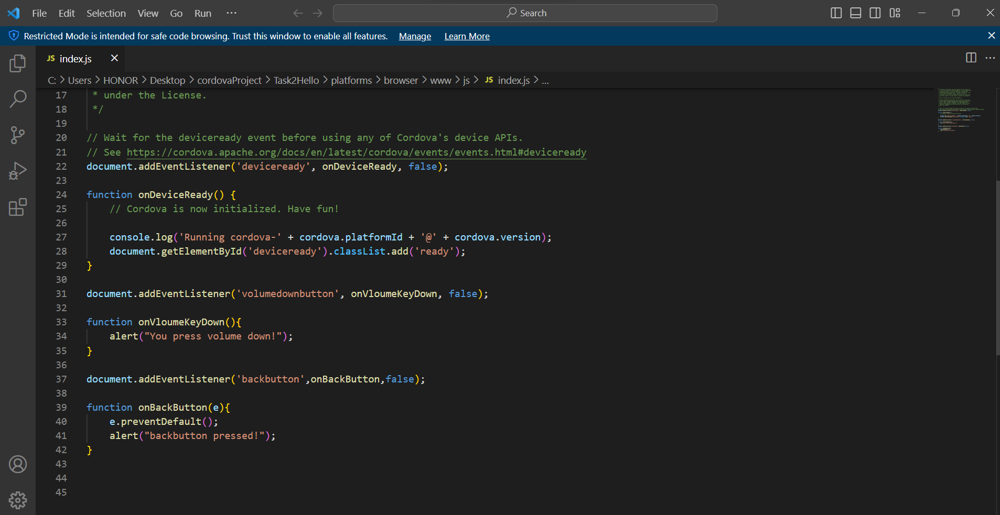 File Edit Selection View Go Run ··· Search
Restricted Mode is intended for safe code browsing. Trust this window to enable all features. Manage Learn More
JS index.js
C: > Users > HONOR > Desktop > cordovaProject > Task2Hello > platforms > browser > www > js > JS index.js > ...
17 * under the License.
18 */
19
20 // Wait for the deviceready event before using any of Cordova's device APIs.
21 // See https://cordova.apache.org/docs/en/latest/cordova/events/events.html#deviceready
22 document.addEventListener('deviceready', onDeviceReady, false);
23
24 function onDeviceReady() {
25     // Cordova is now initialized. Have fun!
26
27     console.log('Running cordova-' + cordova.platformId + '@' + cordova.version);
28     document.getElementById('deviceready').classList.add('ready');
29 }
30
31 document.addEventListener('volumedownbutton', onVloumeKeyDown, false);
32
33 function onVloumeKeyDown(){
34     alert("You press volume down!");
35 }
36
37 document.addEventListener('backbutton',onBackButton,false);
38
39 function onBackButton(e){
40     e.preventDefault();
41     alert("backbutton pressed!");
42 }
43
44
45